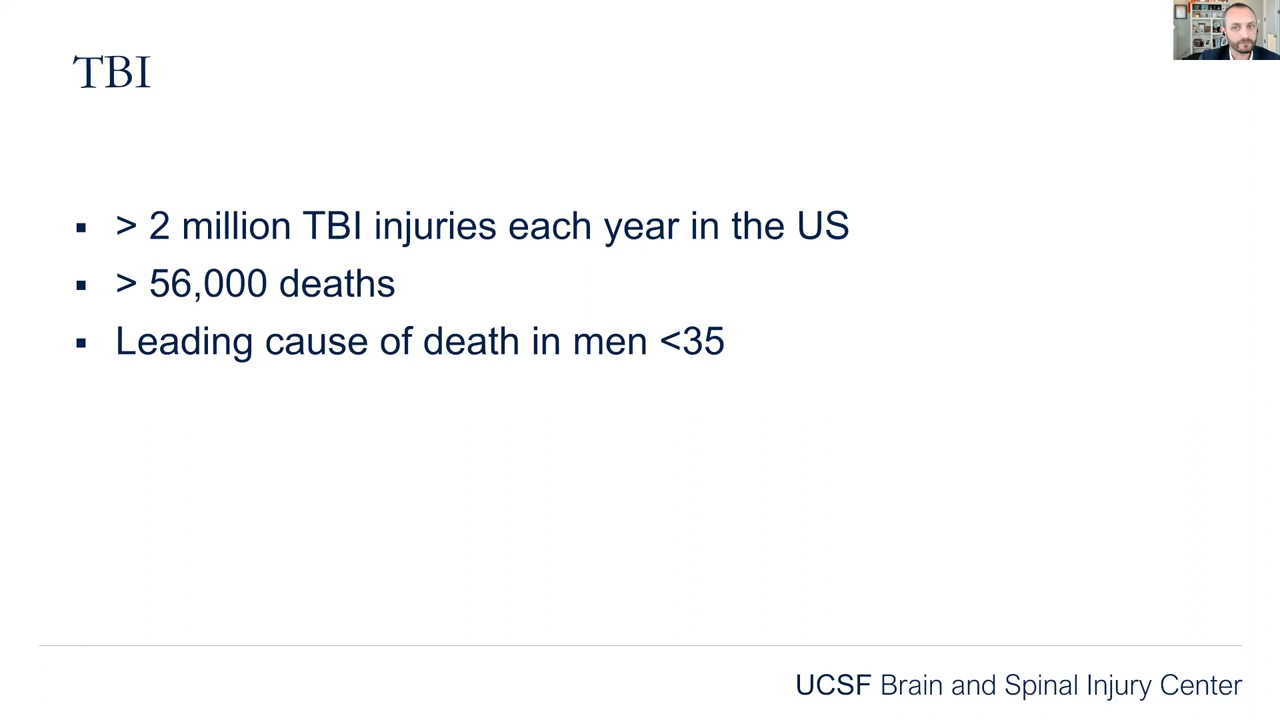 TBI
▪ > 2 million TBI injuries each year in the US
▪ > 56,000 deaths
▪ Leading cause of death in men <35
UCSF Brain and Spinal Injury Center